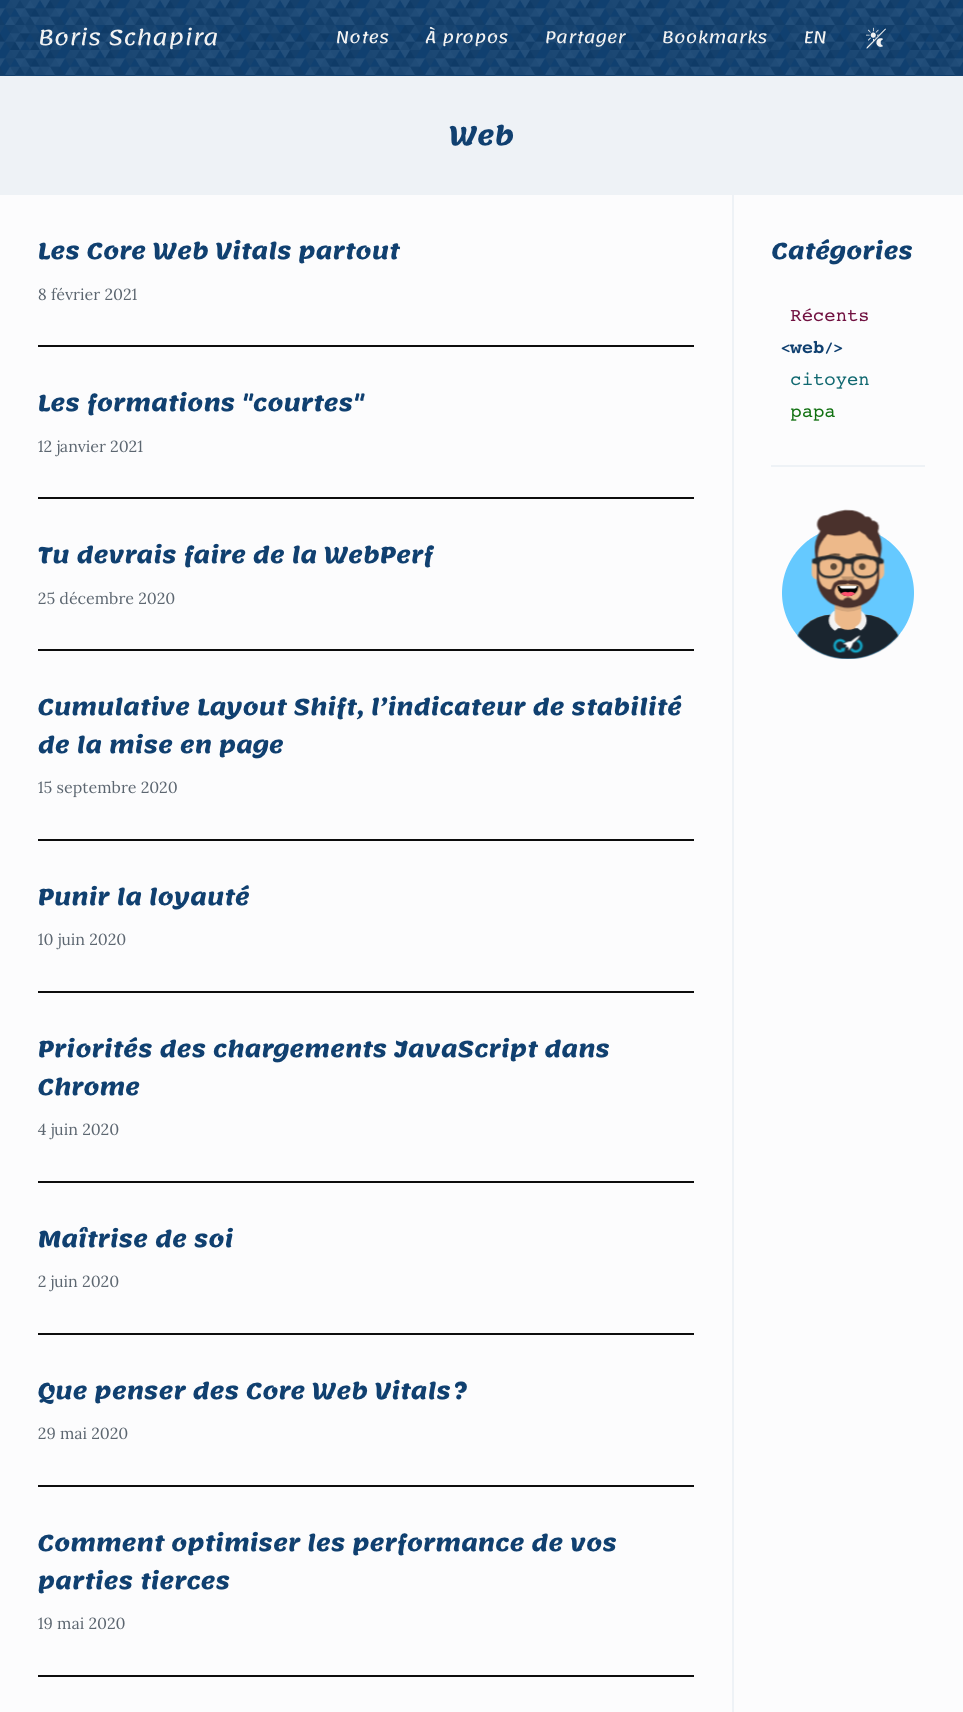 Boris Schapira
Notes
À propos
Partager
Bookmarks
EN
Web
Les Core Web Vitals partout
8 février 2021
Les formations "courtes"
12 janvier 2021
Tu devrais faire de la WebPerf
25 décembre 2020
Cumulative Layout Shift, l’indicateur de stabilité
de la mise en page
15 septembre 2020
Punir la loyauté
10 juin 2020
Priorités des chargements JavaScript dans
Chrome
4 juin 2020
Maîtrise de soi
2 juin 2020
Que penser des Core Web Vitals ?
29 mai 2020
Comment optimiser les performance de vos
parties tierces
19 mai 2020
Catégories
Récents
<web/>
citoyen
papa